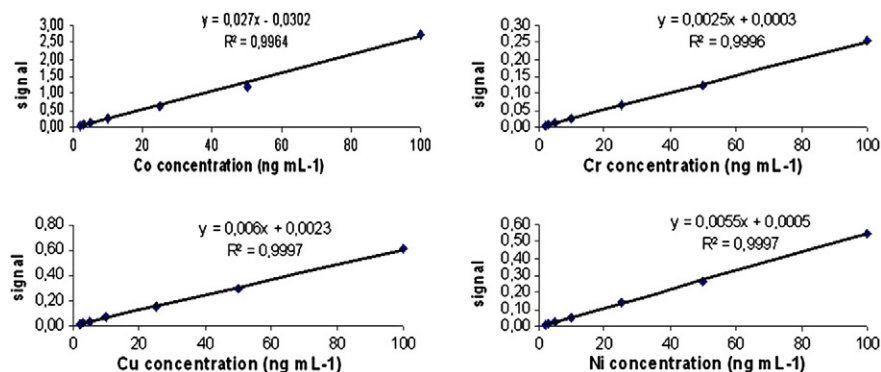 y = 0,027x - 0,0302
R² = 0,9964
signal
3,00
2,50
2,00
1,50
1,00
0,50
0,00
0 20 40 60 80 100
Co concentration (ng mL-1)
y = 0,0025x + 0,0003
R² = 0,9996
signal
0,30
0,25
0,20
0,15
0,10
0,05
0,00
0 20 40 60 80 100
Cr concentration (ng mL-1)
y = 0,006x + 0,0023
R² = 0,9997
signal
0,80
0,60
0,40
0,20
0,00
0 20 40 60 80 100
Cu concentration (ng mL-1)
y = 0,0055x + 0,0005
R² = 0,9997
signal
0,60
0,50
0,40
0,30
0,20
0,10
0,00
0 20 40 60 80 100
Ni concentration (ng mL-1)